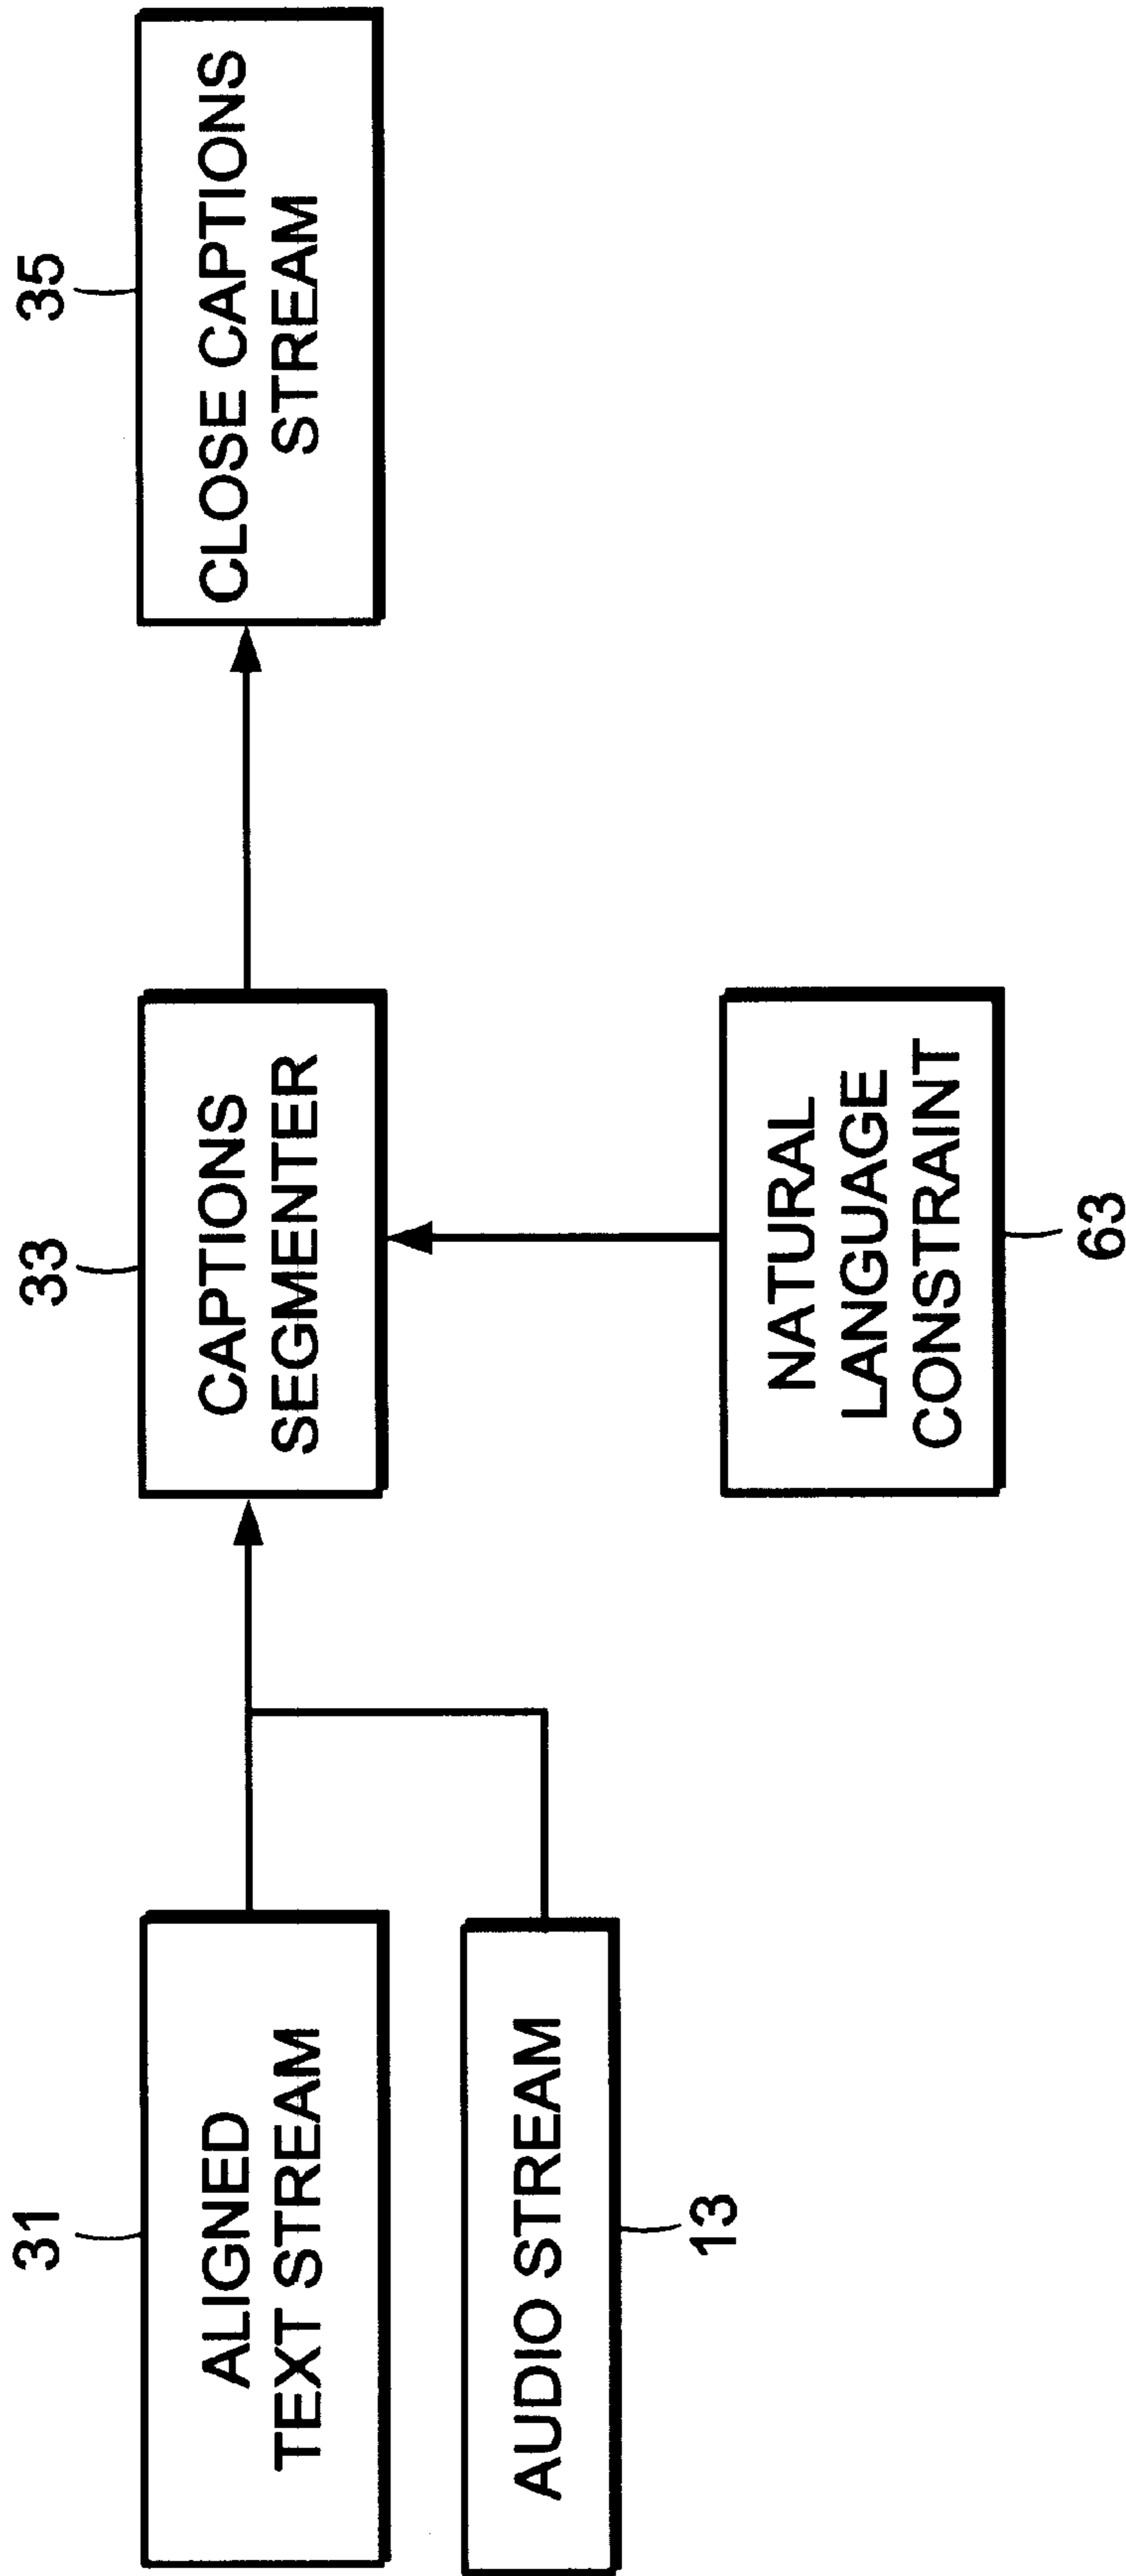 31
ALIGNED
TEXT STREAM
AUDIO STREAM
13
33
CAPTIONS
SEGMENTER
NATURAL
LANGUAGE
CONSTRAINT
63
35
CLOSE CAPTIONS
STREAM